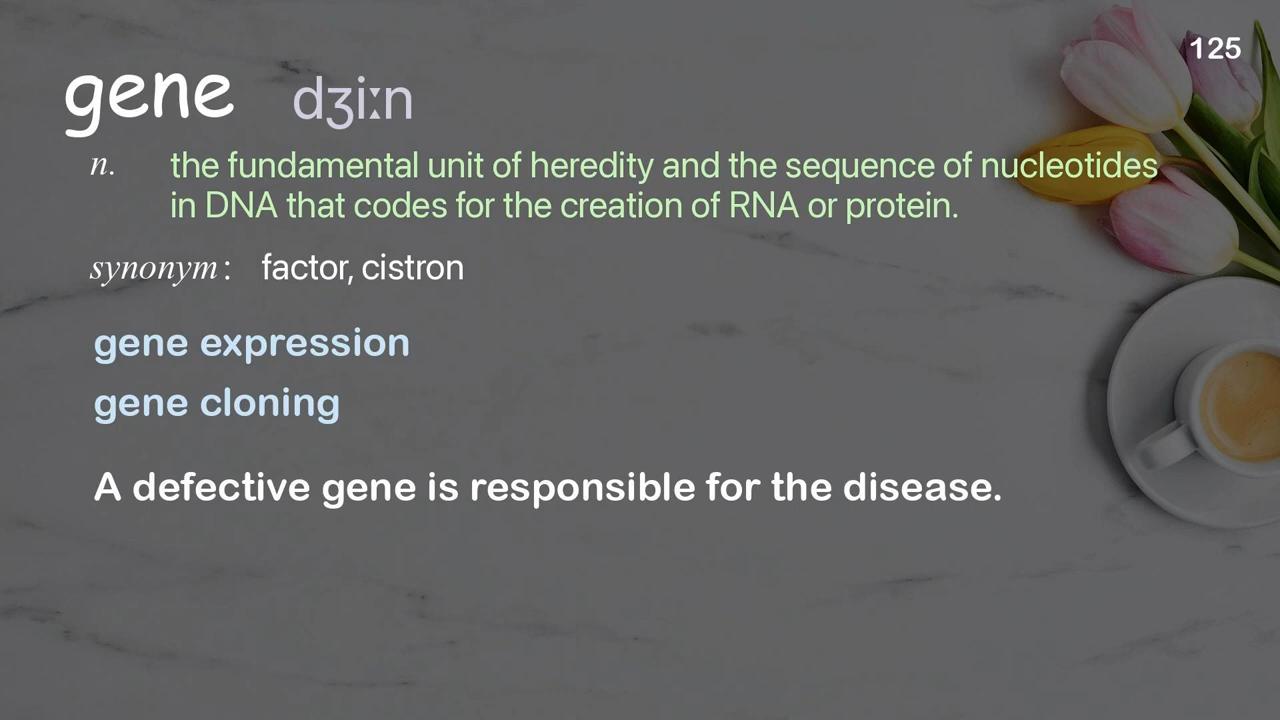 125
gene dʒiːn
n. the fundamental unit of heredity and the sequence of nucleotides
in DNA that codes for the creation of RNA or protein.
synonym: factor, cistron
gene expression
gene cloning
A defective gene is responsible for the disease.